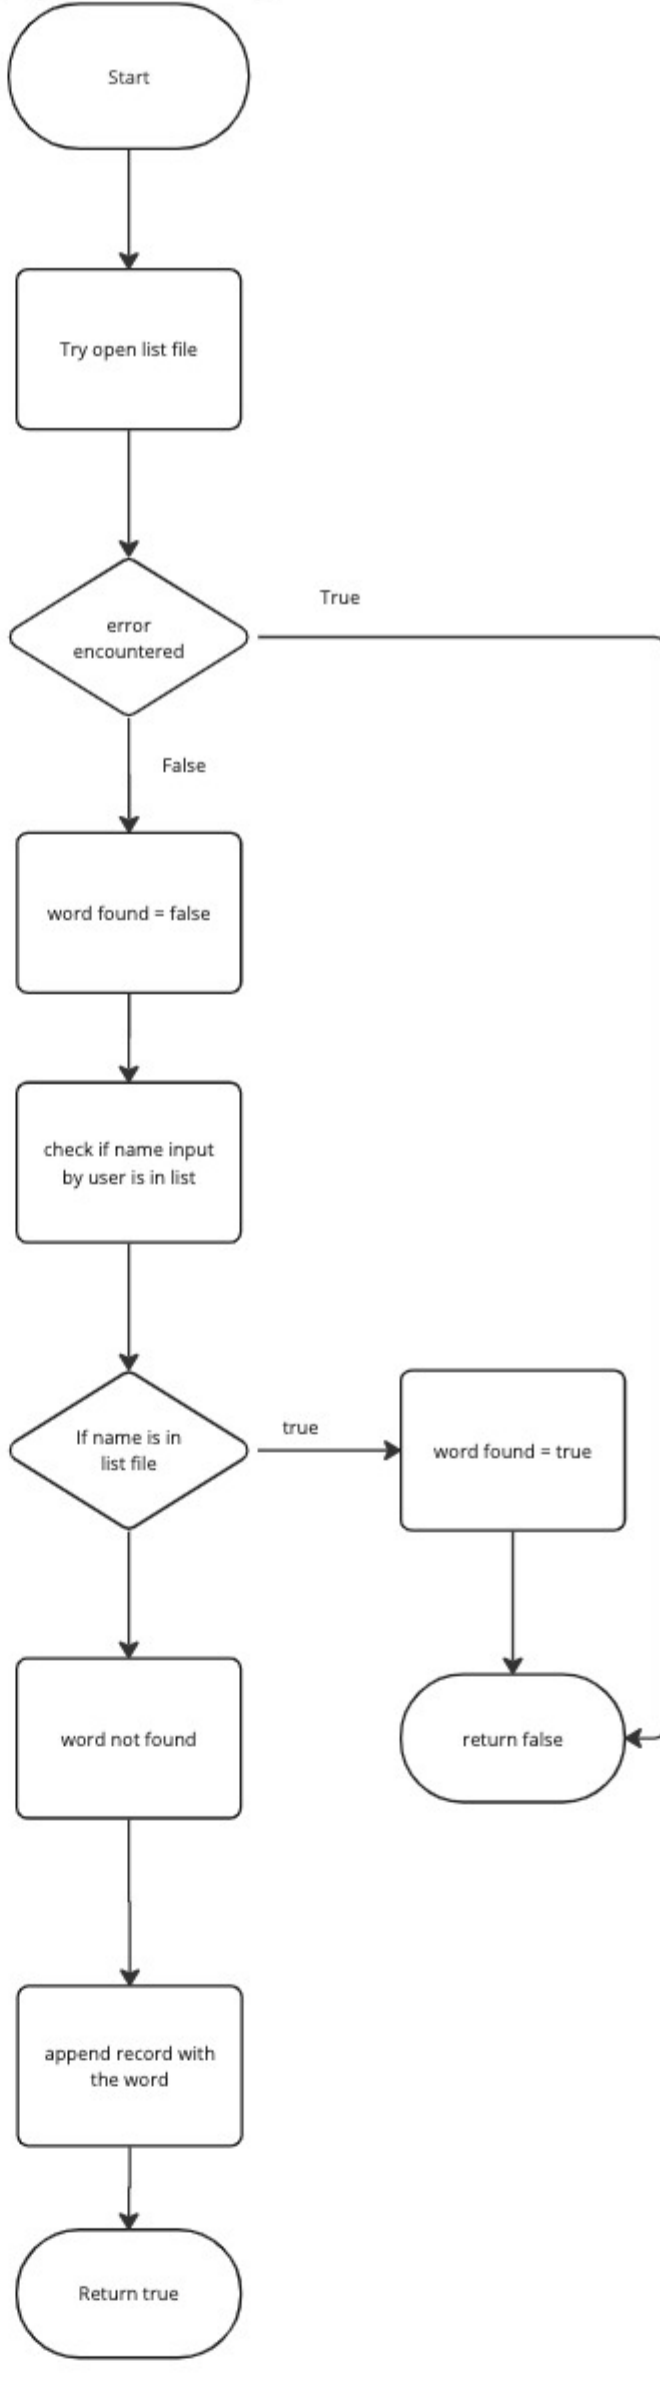 Start
Try open list file
error
encountered
True
False
word found = false
check if name input
by user is in list
If name is in
list file
true
word found = true
word not found
return false
append record with
the word
Return true